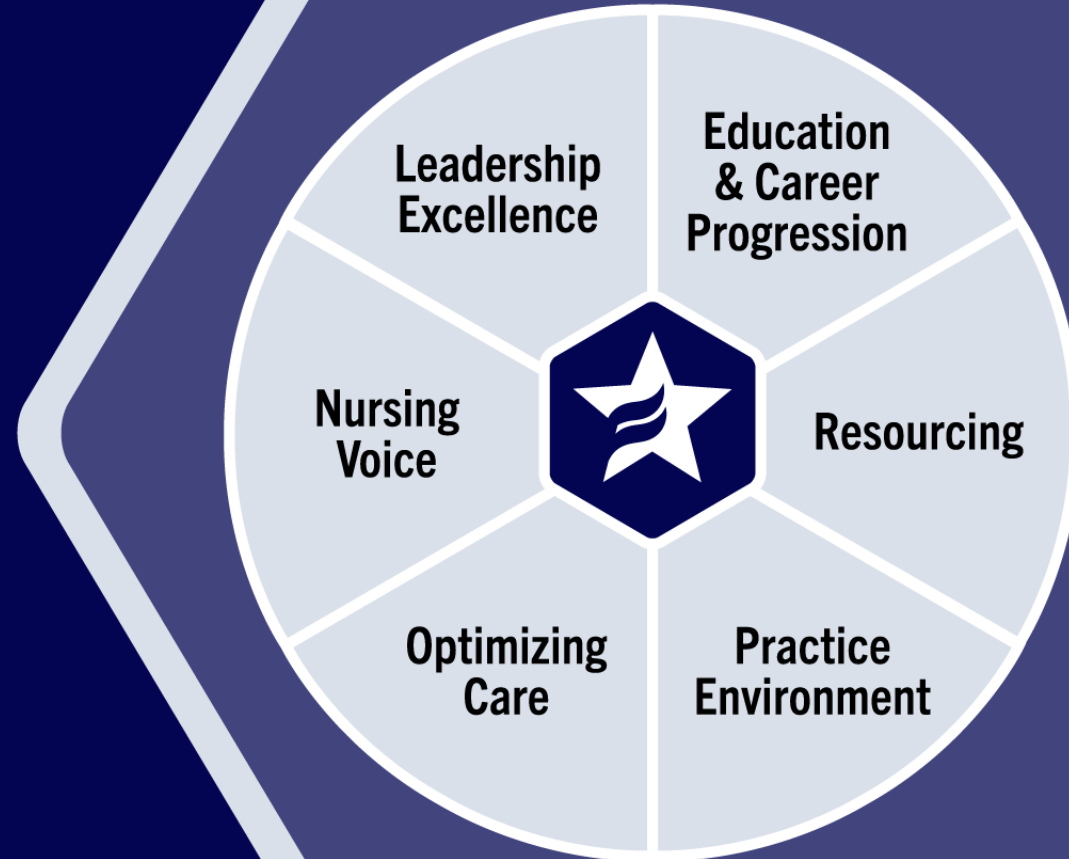 Leadership
Excellence
Education
& Career
Progression
Nursing
Voice
Resourcing
Optimizing
Care
Practice
Environment